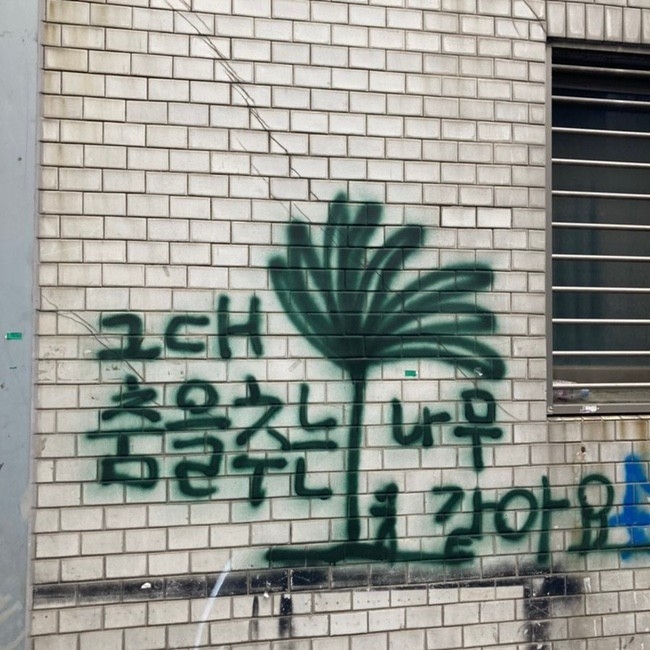 그대
춤을 추는 나무
같아요